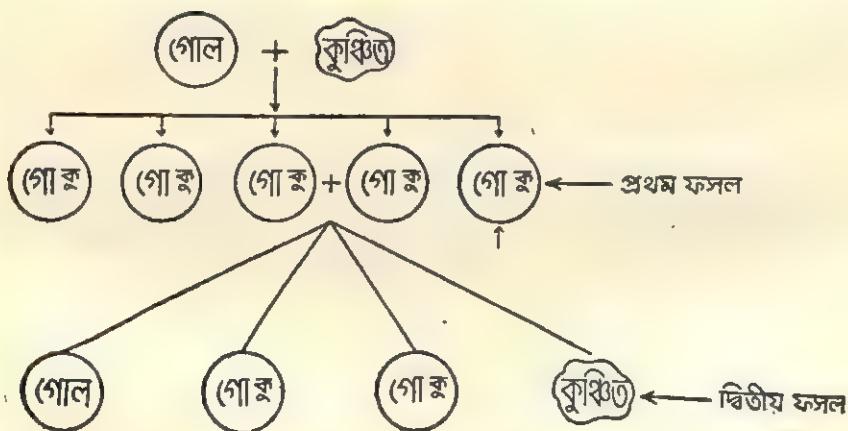 গোল + কুঞ্চিত
গো কু গো কু গো কু + গো কু গো কু প্রথম ফসল
গোল গো কু গো কু কুঞ্চিত দ্বিতীয় ফসল